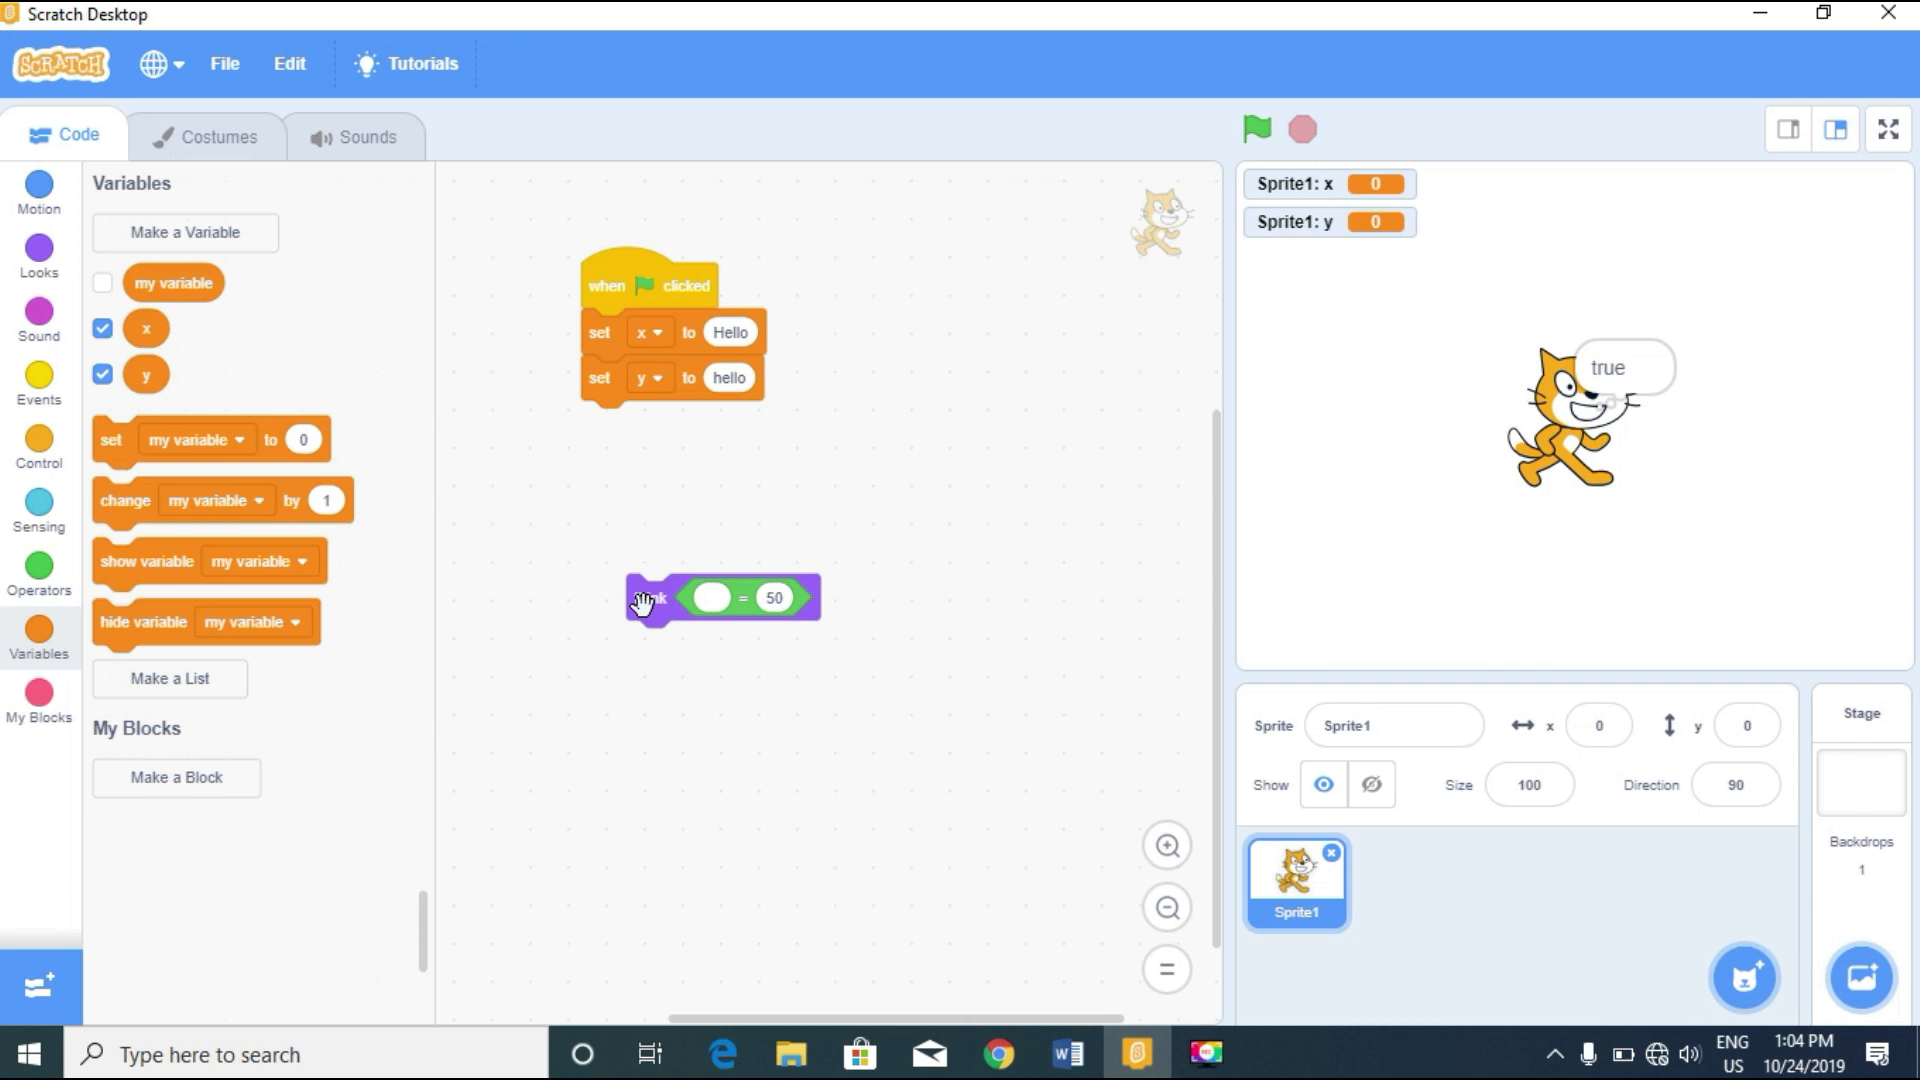 Scratch Desktop
SCRATCH
File
Edit
Tutorials
Code
Costumes
Sounds
Motion
Looks
Sound
Events
Control
Sensing
Operators
Variables
My Blocks
Variables
Make a Variable
my variable
x
y
set my variable to 0
change my variable by 1
show variable my variable
hide variable my variable
Make a List
My Blocks
Make a Block
when clicked
set x to Hello
set y to hello
= 50
Sprite1: x 0
Sprite1: y 0
true
Sprite Sprite1 x 0 y 0
Show Size 100 Direction 90
Sprite1
Stage
Backdrops
1
Type here to search
ENG
US
1:04 PM
10/24/2019